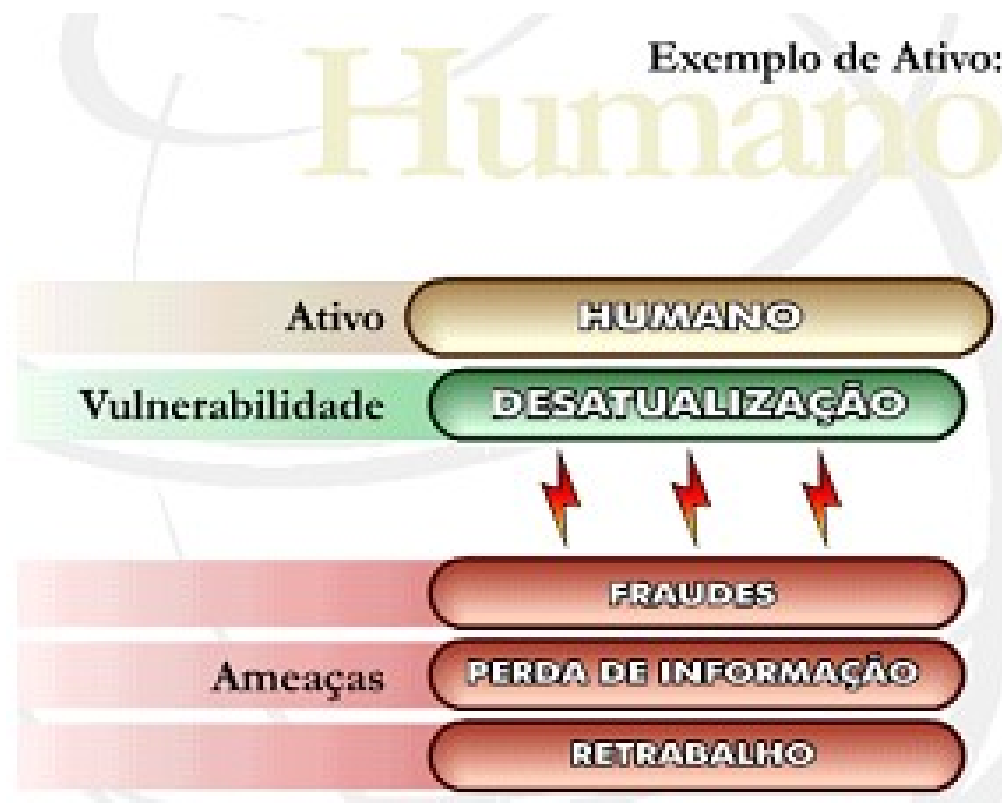 Exemplo de Ativo:
Humano
Ativo HUMANO
Vulnerabilidade DESATUALIZAÇÃO
FRAUDES
Ameaças PERDA DE INFORMAÇÃO
RETRABALHO